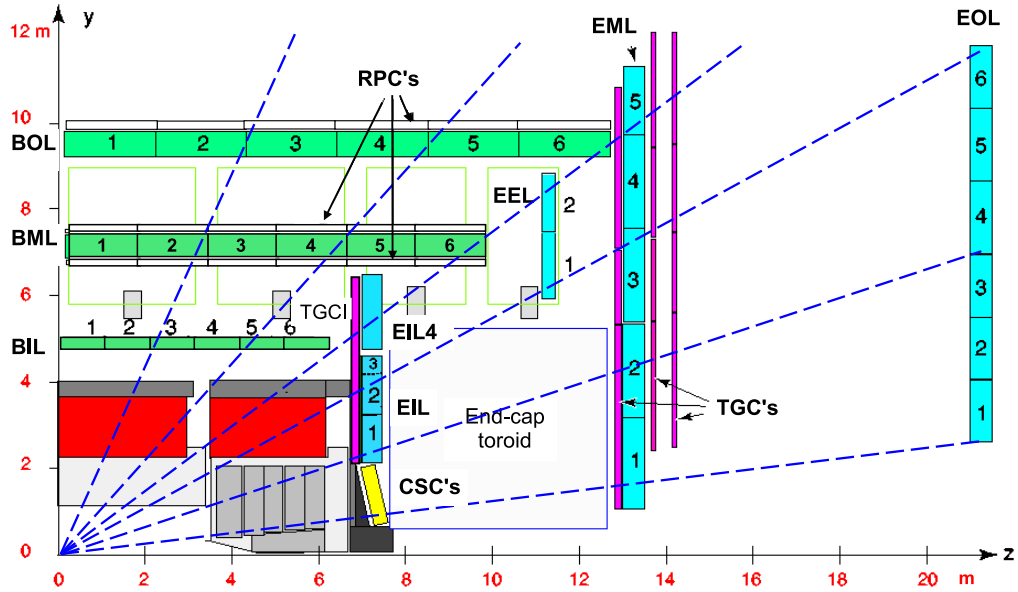 y
12 m
EML
EOL
RPC's
5
6
10
BOL
1 2 3 4 5 6
5
4
8
EEL
2
4
BML
1 2 3 4 5 6
1
3
3
6
TGCI
1 2 3 4 5 6
BIL
EIL4
2
2
3
4
2
EIL
End-cap
toroid
TGC's
1
1
1
2
CSC's
0
z
0 2 4 6 8 10 12 14 16 18 20 m